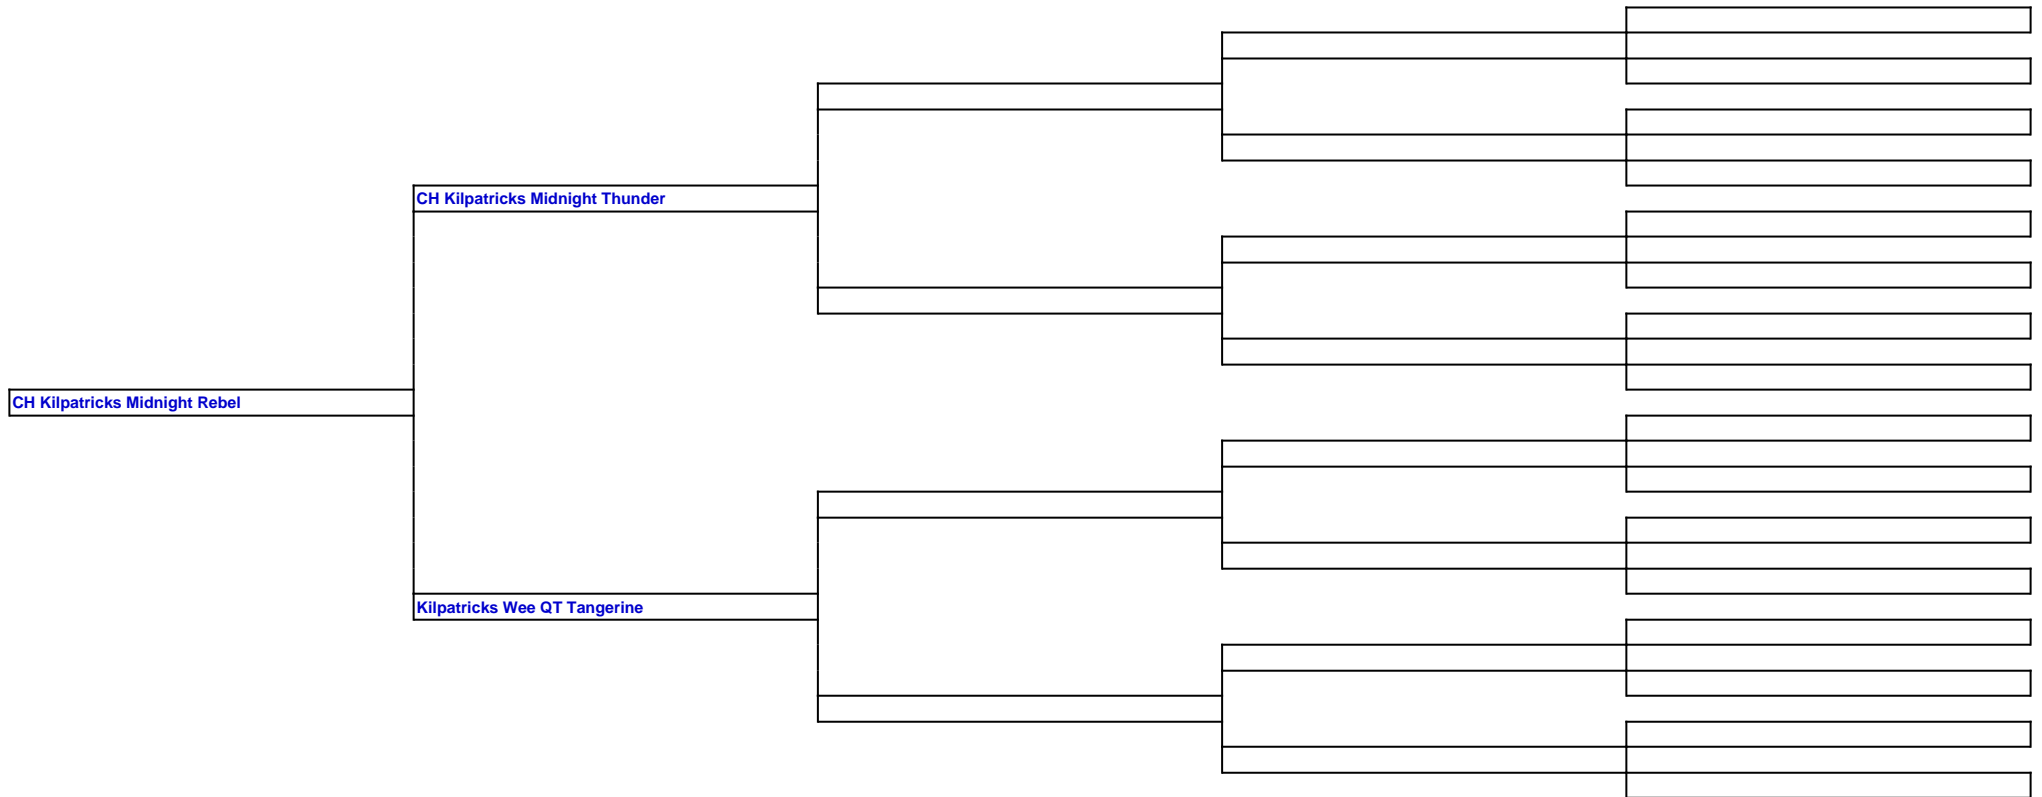 CH Kilpatricks Midnight Thunder
CH Kilpatricks Midnight Rebel
Kilpatricks Wee QT Tangerine